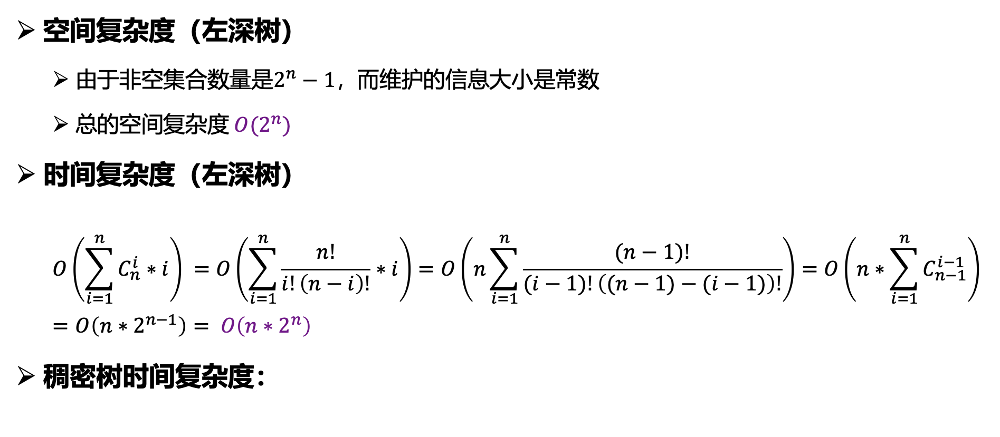 ➢ 空间复杂度（左深树）
➢ 由于非空集合数量是$2^n - 1$，而维护的信息大小是常数
➢ 总的空间复杂度 $O(2^n)$
➢ 时间复杂度（左深树）
$O\left(\sum_{i=1}^{n} C_n^i * i\right) = O\left(\sum_{i=1}^{n} \frac{n!}{i!(n-i)!} * i\right) = O\left(n \sum_{i=1}^{n} \frac{(n-1)!}{(i-1)!((n-1)-(i-1))!}\right) = O\left(n * \sum_{i=1}^{n} C_{n-1}^{i-1}\right)$
$= O(n * 2^{n-1}) = O(n * 2^n)$
➢ 稠密树时间复杂度：